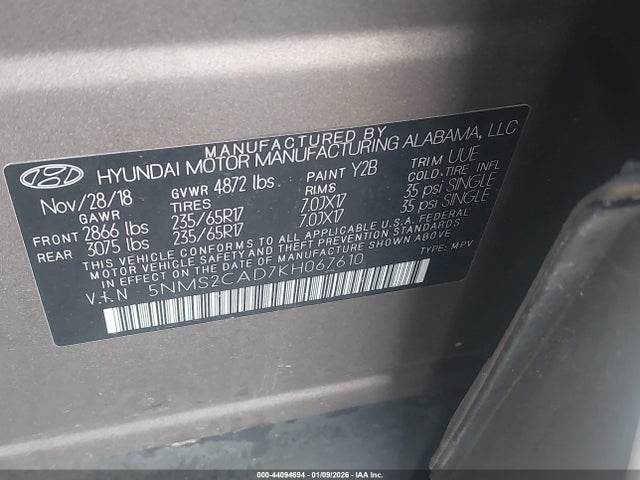 MANUFACTURED BY
HYUNDAI MOTOR MANUFACTURING ALABAMA, LLC
Nov/28/18 GVWR 4872 lbs PAINT Y2B TRIM UUE
GAWR TIRES RIMS COLD TIRE INFL
FRONT 2866 lbs 235/65R17 7.0JX17 35 psi SINGLE
REAR 3075 lbs 235/65R17 7.0JX17 35 psi SINGLE
THIS VEHICLE CONFORMS TO ALL APPLICABLE U.S.A. FEDERAL
MOTOR VEHICLE SAFETY AND THEFT PREVENTION STANDARDS
IN EFFECT ON THE DATE OF MANUFACTURE SHOWN ABOVE.
V.I.N 5NMS2CAD7KH067610 TYPE: MPV
000-44094694 | 01/09/2026 | IAA Inc.